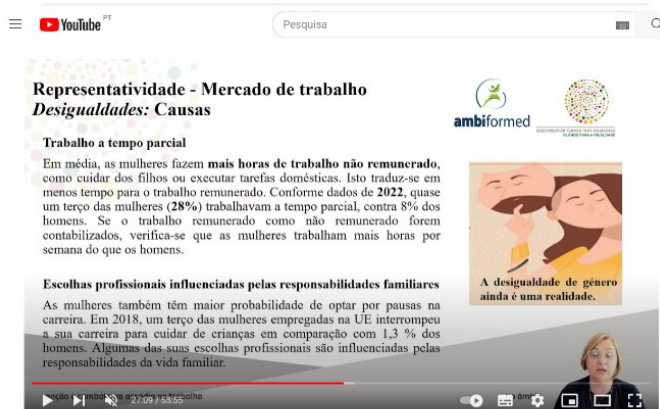 YouTube PT
Pesquisa
Representatividade - Mercado de trabalho
Desigualdades: Causas
ambiformed
Trabalho a tempo parcial
Em média, as mulheres fazem mais horas de trabalho não remunerado,
como cuidar dos filhos ou executar tarefas domésticas. Isto traduz-se em
menos tempo para o trabalho remunerado. Conforme dados de 2022, quase
um terço das mulheres (28%) trabalhavam a tempo parcial, contra 8% dos
homens. Se o trabalho remunerado como não remunerado forem
contabilizados, verifica-se que as mulheres trabalham mais horas por
semana do que os homens.
Escolhas profissionais influenciadas pelas responsabilidades familiares
As mulheres também têm maior probabilidade de optar por pausas na
carreira. Em 2018, um terço das mulheres empregadas na UE interrompeu
a sua carreira para cuidar de crianças em comparação com 1,3 % dos
homens. Algumas das suas escolhas profissionais são influenciadas pelas
responsabilidades da vida familiar.
A desigualdade de género
ainda é uma realidade.
27:09 / 53:55